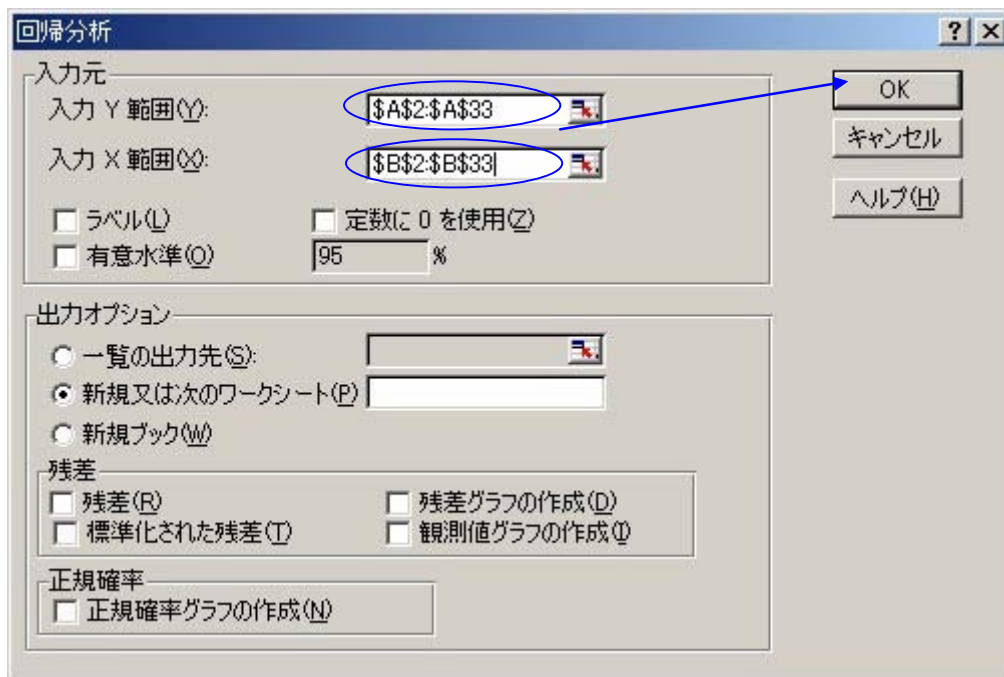 回帰分析
入力元
入力 Y 範囲(Y):
$A$2:$A$33
入力 X 範囲(X):
$B$2:$B$33
ラベル(L)
定数に 0 を使用(Z)
有意水準(O)
95 %
OK
キャンセル
ヘルプ(H)
出力オプション
一覧の出力先(S):
新規又は次のワークシート(P)
新規ブック(W)
残差
残差(R)
残差グラフの作成(D)
標準化された残差(T)
観測値グラフの作成(I)
正規確率
正規確率グラフの作成(N)